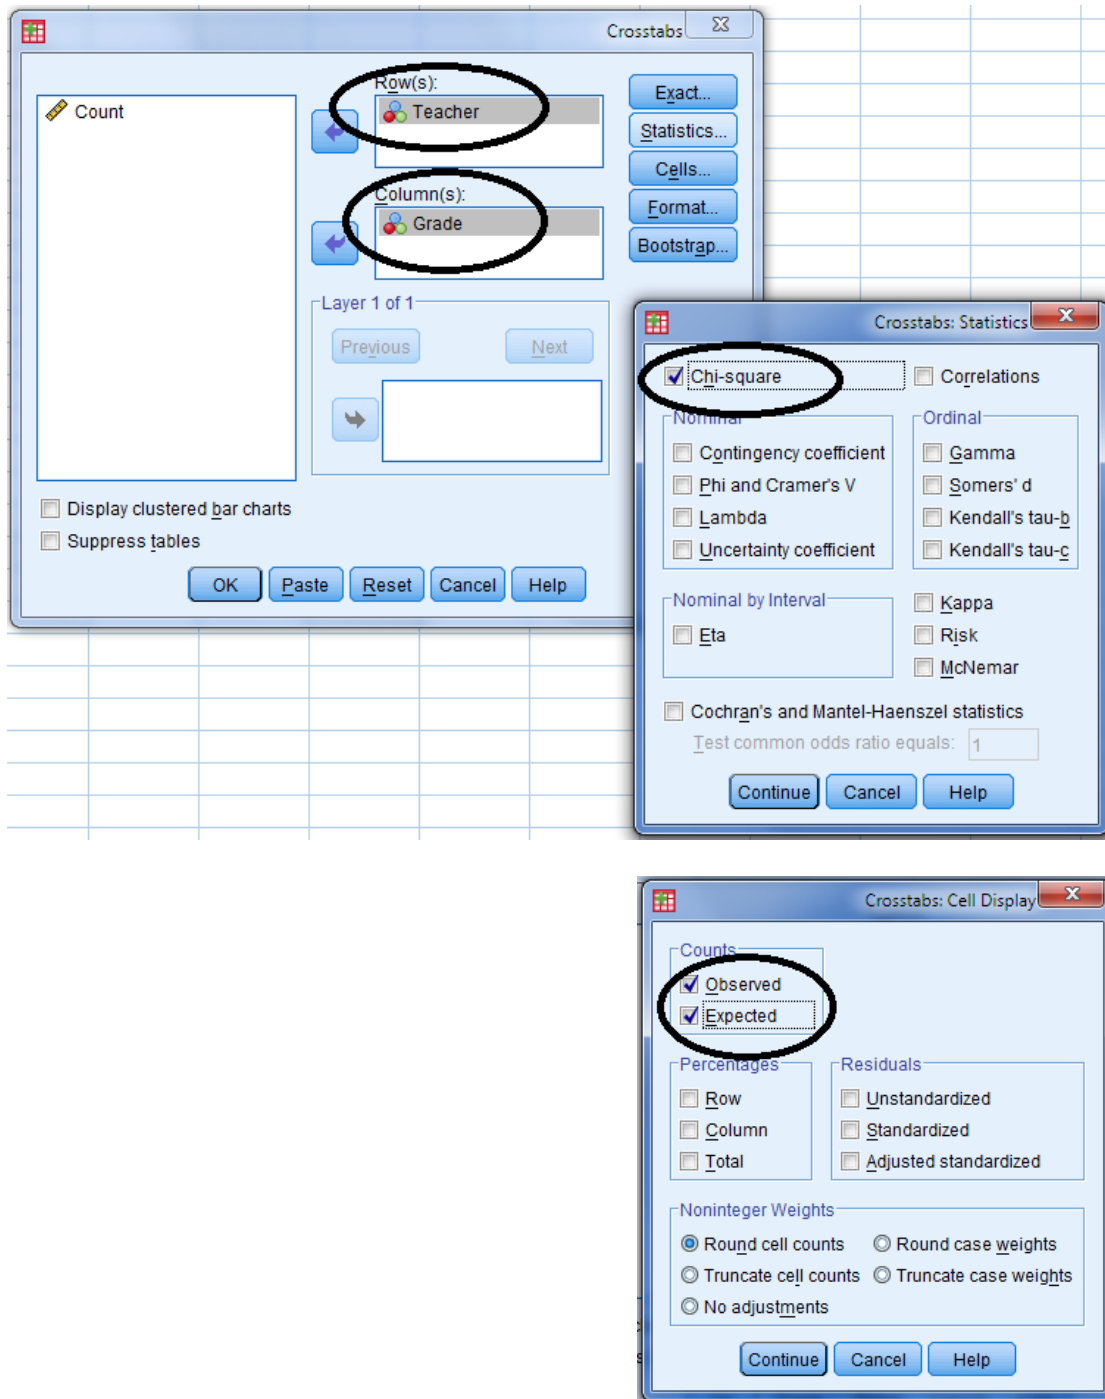 Crosstabs
Row(s):
Count
Teacher
Exact...
Statistics...
Cells...
Column(s):
Grade
Format...
Bootstrap...
Layer 1 of 1
Previous
Next
Display clustered bar charts
Suppress tables
OK
Paste
Reset
Cancel
Help
Crosstabs: Statistics
Chi-square
Correlations
Nominal
Contingency coefficient
Phi and Cramer's V
Lambda
Uncertainty coefficient
Ordinal
Gamma
Somers' d
Kendall's tau-b
Kendall's tau-c
Nominal by Interval
Eta
Kappa
Risk
McNemar
Cochran's and Mantel-Haenszel statistics
Test common odds ratio equals: 1
Continue
Cancel
Help
Crosstabs: Cell Display
Counts
Observed
Expected
Percentages
Row
Column
Total
Residuals
Unstandardized
Standardized
Adjusted standardized
Noninteger Weights
Round cell counts
Round case weights
Truncate cell counts
Truncate case weights
No adjustments
Continue
Cancel
Help